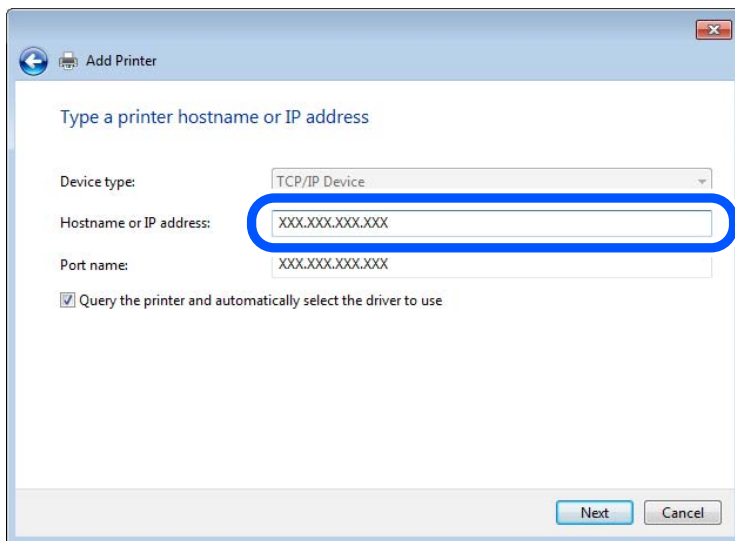 Add Printer
Type a printer hostname or IP address
Device type: TCP/IP Device
Hostname or IP address: XXX.XXX.XXX.XXX
Port name: XXX.XXX.XXX.XXX
Query the printer and automatically select the driver to use
Next Cancel